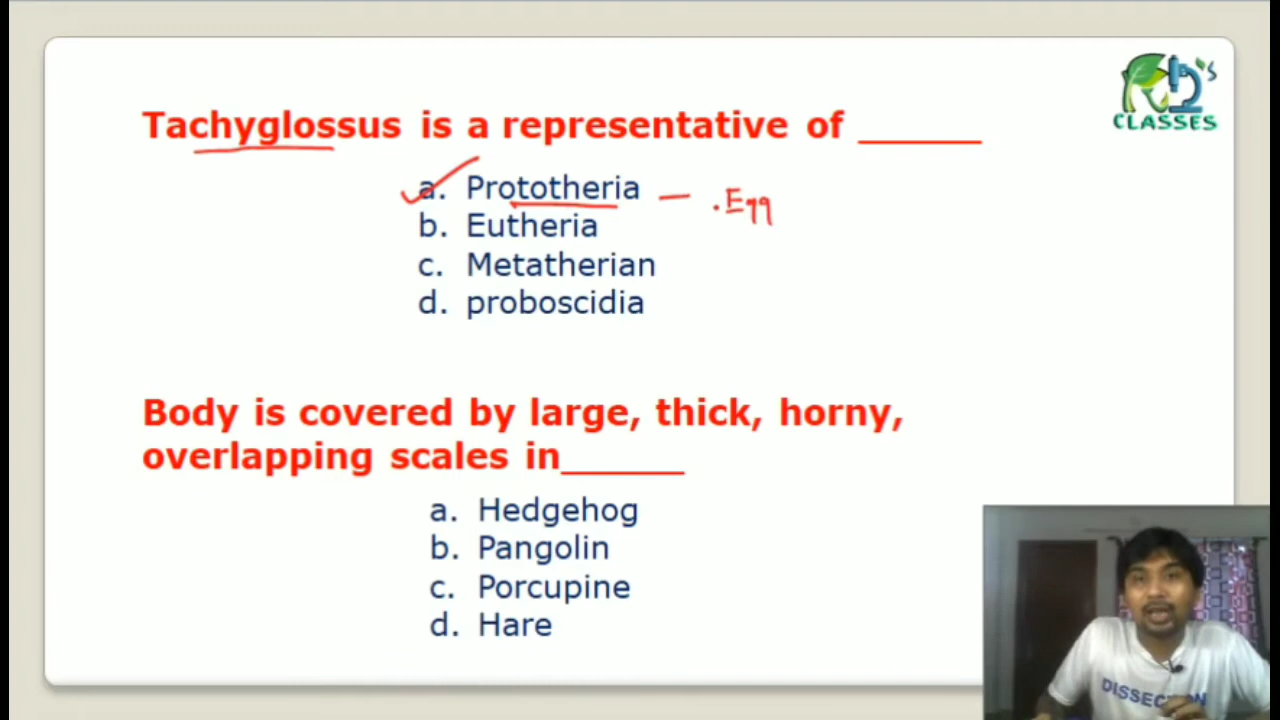 R D'S
CLASSES
Tachyglossus is a representative of ______
a. Prototheria — .Egg
b. Eutheria
c. Metatherian
d. proboscidia
Body is covered by large, thick, horny,
overlapping scales in______
a. Hedgehog
b. Pangolin
c. Porcupine
d. Hare
DISSECTION